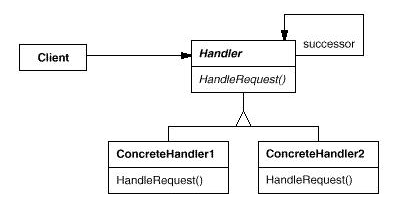 Handler
successor
Client
HandleRequest()
ConcreteHandler1
ConcreteHandler2
HandleRequest()
HandleRequest()